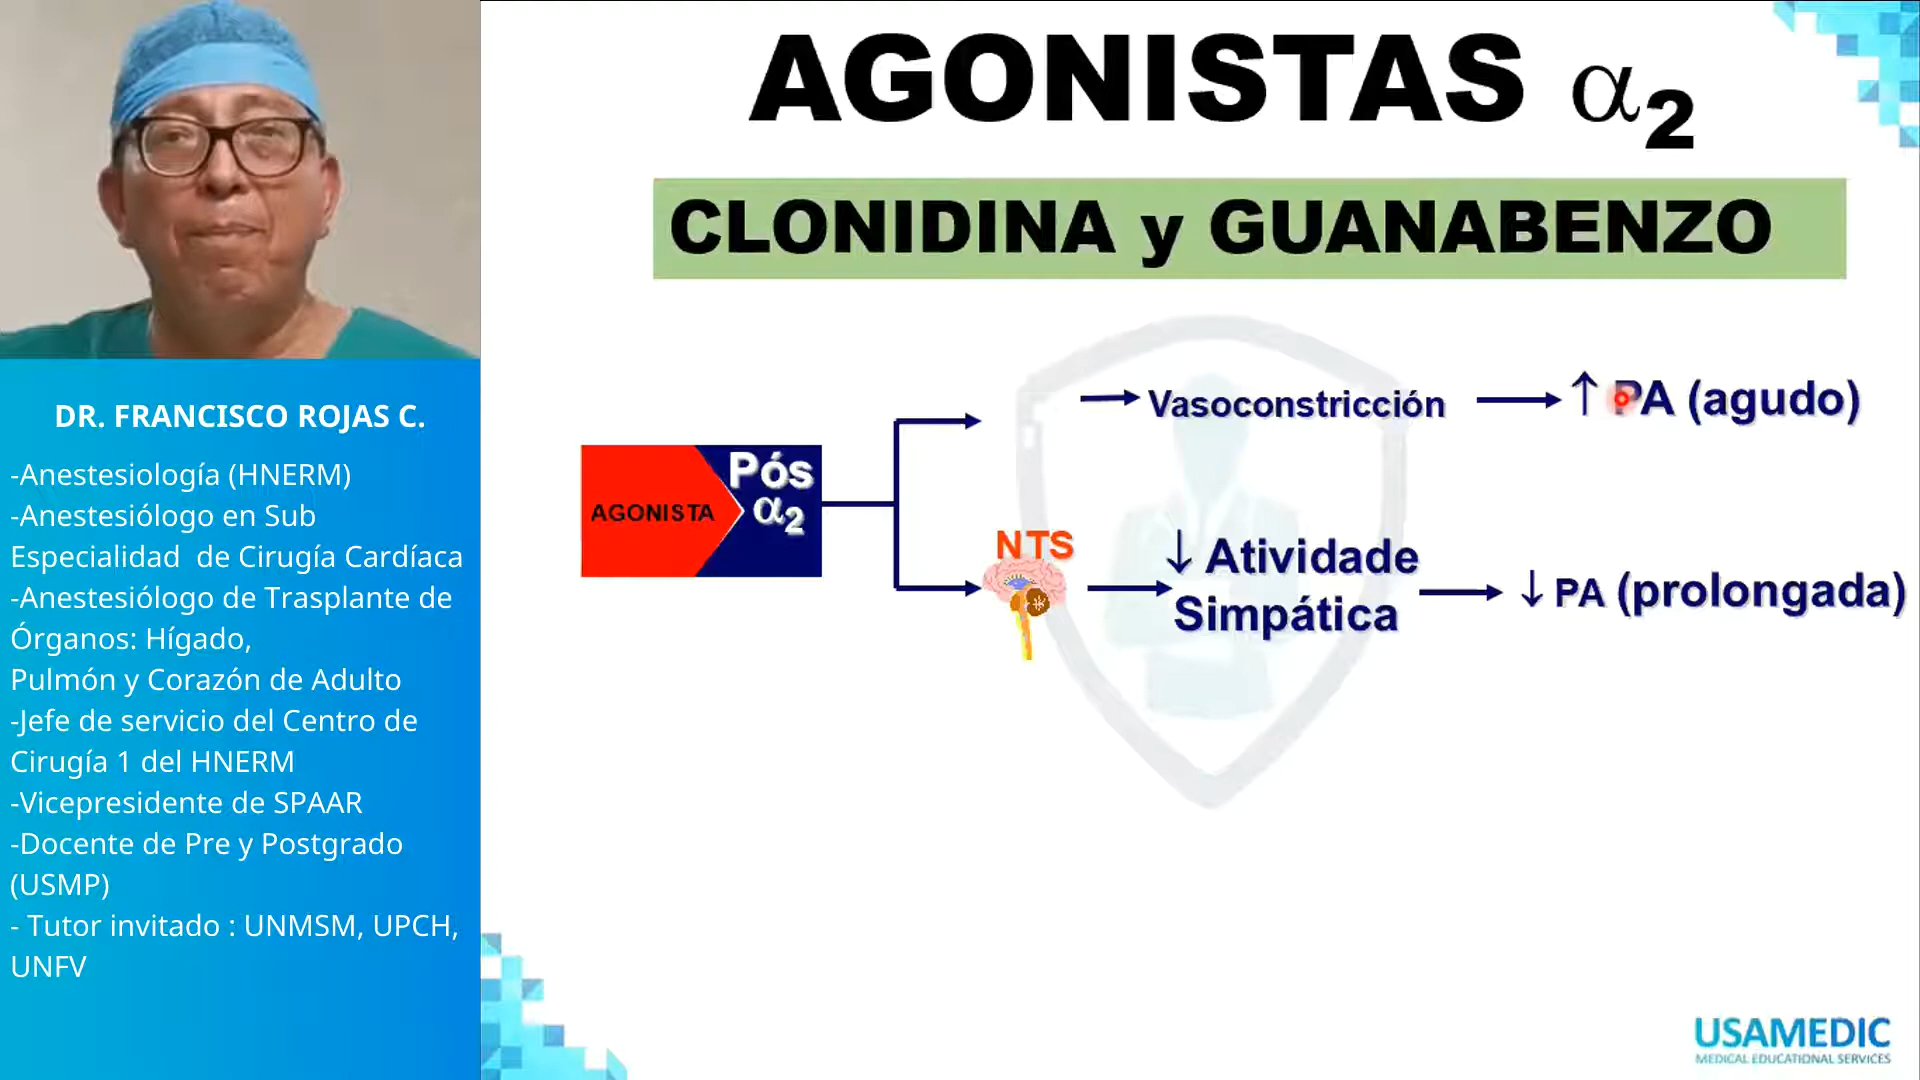 DR. FRANCISCO ROJAS C.
-Anestesiología (HNERM)
-Anestesiólogo en Sub
Especialidad de Cirugía Cardíaca
-Anestesiólogo de Trasplante de
Órganos: Hígado,
Pulmón y Corazón de Adulto
-Jefe de servicio del Centro de
Cirugía 1 del HNERM
-Vicepresidente de SPAAR
-Docente de Pre y Postgrado
(USMP)
- Tutor invitado : UNMSM, UPCH,
UNFV
AGONISTAS α2
CLONIDINA y GUANABENZO
AGONISTA
Pós
α2
→ Vasoconstricción → ↑ PA (agudo)
NTS
↓ Atividade
Simpática
↓ PA (prolongada)
USAMEDIC
MEDICAL EDUCATIONAL SERVICES